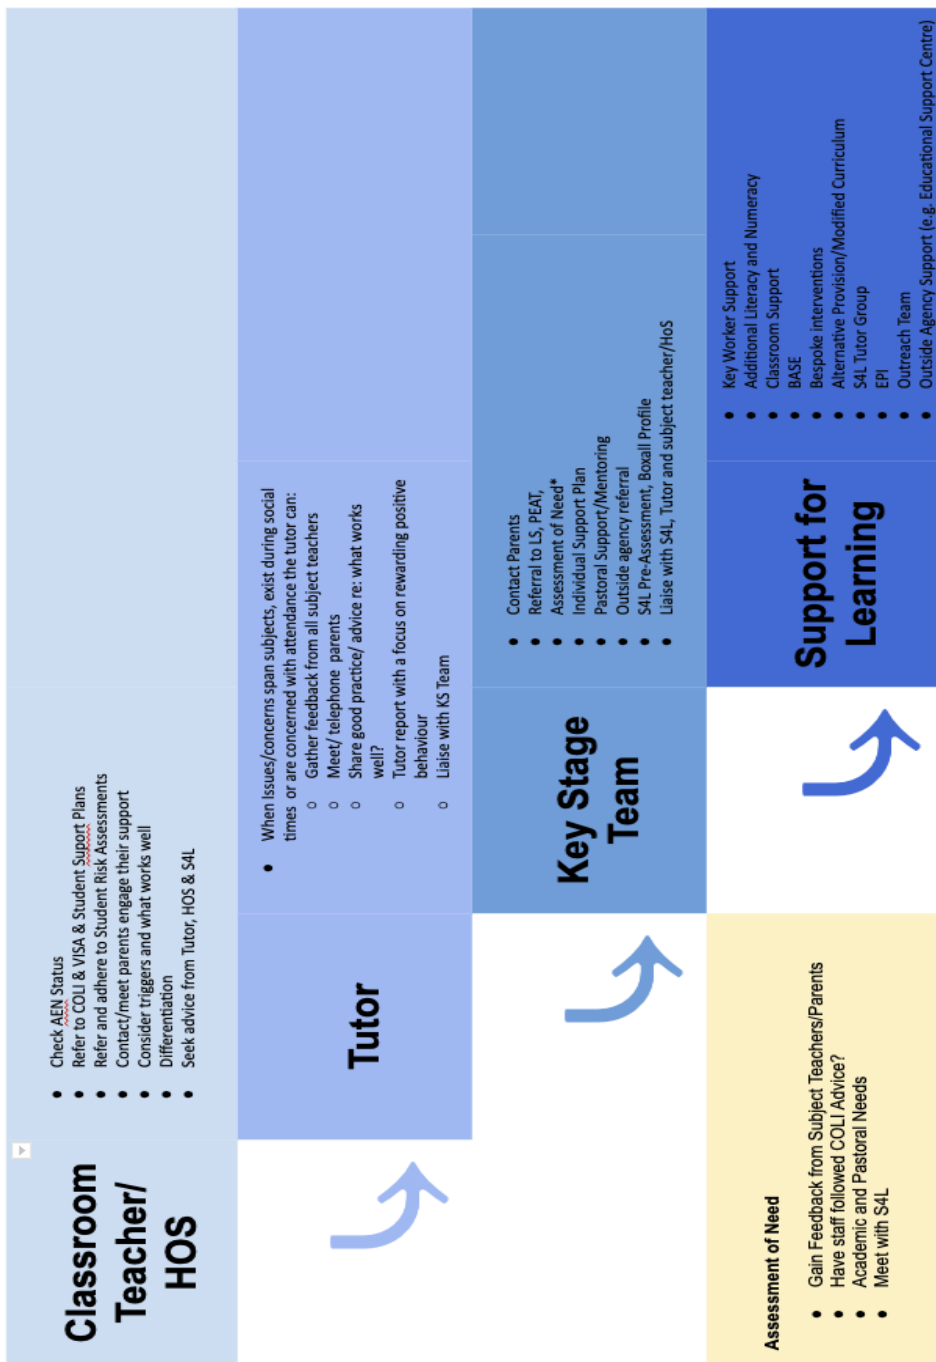 Classroom
Teacher/
HOS
● Check AEN Status
● Refer to COLI & VISA & Student Suport Plans
● Refer and adhere to Student Risk Assessments
● Contact/meet parents engage their support
● Consider triggers and what works well
● Differentiation
● Seek advice from Tutor, HOS & S4L
Tutor
● When Issues/concerns span subjects, exist during social
times or are concerned with attendance the tutor can:
○ Gather feedback from all subject teachers
○ Meet/ telephone parents
○ Share good practice/ advice re: what works
well?
○ Tutor report with a focus on rewarding positive
behaviour
○ Liaise with KS Team
Key Stage
Team
● Contact Parents
● Referral to LS, PEAT,
● Assessment of Need*
● Individual Support Plan
● Pastoral Support/Mentoring
● Outside agency referral
● S4L Pre-Assessment, Boxall Profile
● Liaise with S4L, Tutor and subject teacher/HoS
Assessment of Need
● Gain Feedback from Subject Teachers/Parents
● Have staff followed COLI Advice?
● Academic and Pastoral Needs
● Meet with S4L
Support for
Learning
● Key Worker Support
● Additional Literacy and Numeracy
● Classroom Support
● BASE
● Bespoke interventions
● Alternative Provision/Modified Curriculum
● S4L Tutor Group
● EPI
● Outreach Team
● Outside Agency Support (e.g. Educational Support Centre)